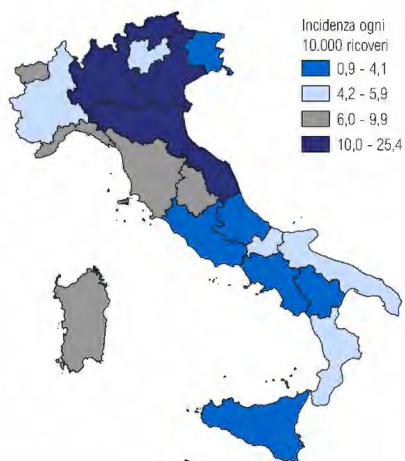 Incidenza ogni
10.000 ricoveri
0,9 - 4,1
4,2 - 5,9
6,0 - 9,9
10,0 - 25,4